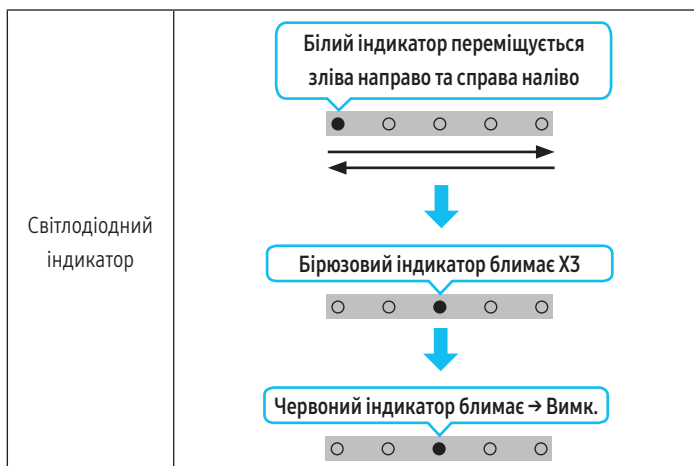 Білий індикатор переміщується
зліва направо та справа наліво
Світлодіодний
індикатор
Бірюзовий індикатор блимає X3
Червоний індикатор блимає → Вимк.